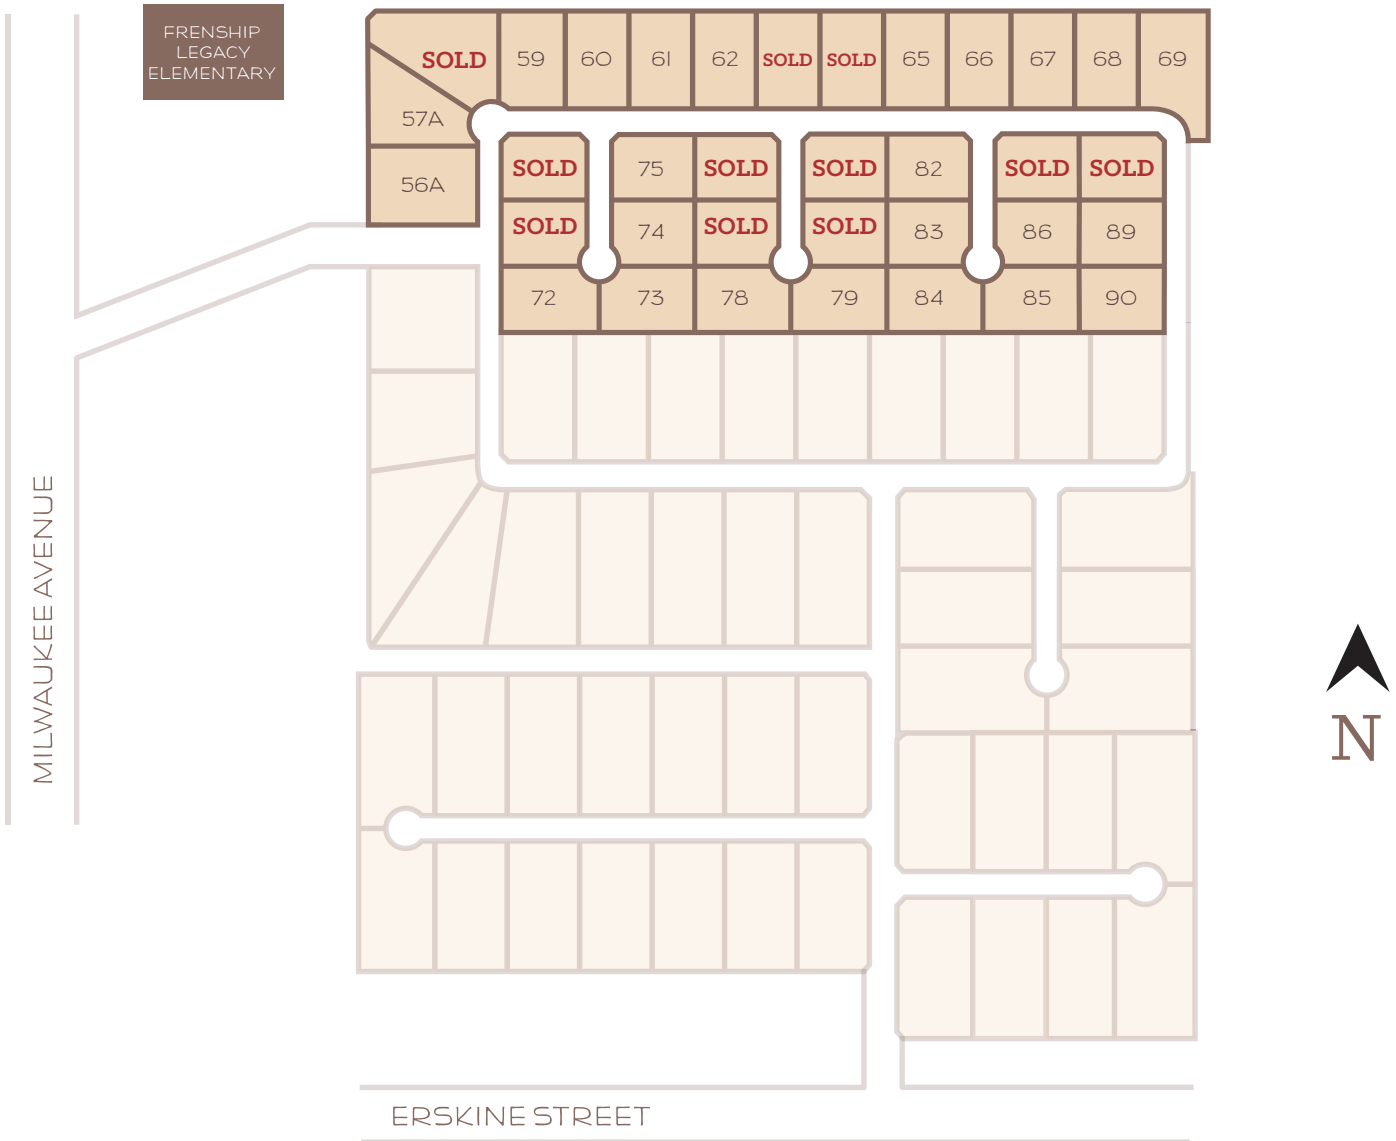 FRENSHIP
LEGACY
ELEMENTARY
SOLD
59
60
61
62
SOLD
SOLD
65
66
67
68
69
57A
56A
SOLD
75
SOLD
SOLD
82
SOLD
SOLD
SOLD
74
SOLD
SOLD
83
86
89
72
73
78
79
84
85
90
MILWAUKEE AVENUE
N
ERSKINE STREET